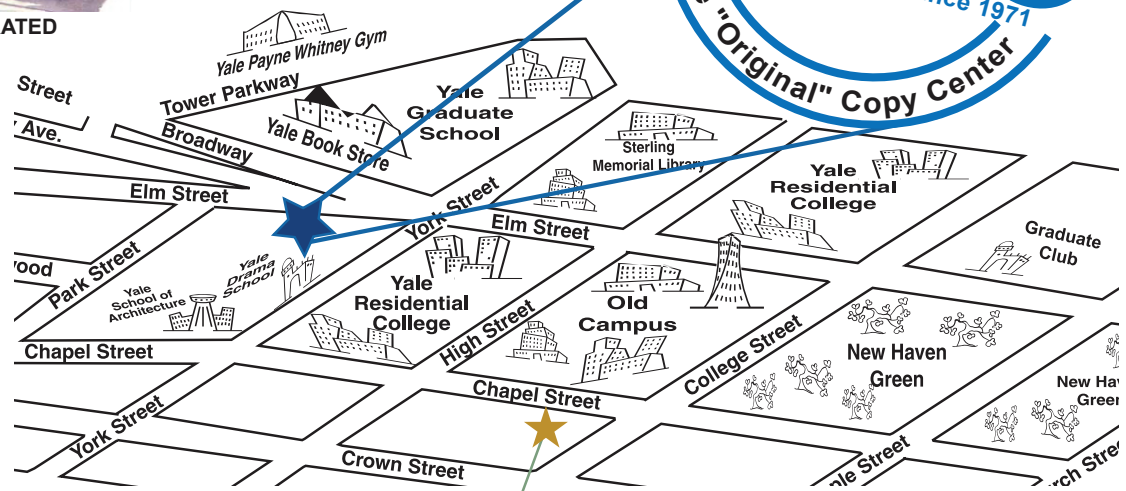 ATED
since 1971
"Original" Copy Center
Yale Payne Whitney Gym
Street
Tower Parkway
Yale
Graduate
School
Ave.
Broadway
Yale Book Store
Sterling
Memorial Library
Yale
Residential
College
Elm Street
York Street
Elm Street
Graduate
Club
Park Street
Yale
School of
Architecture
Yale
Drama
School
Yale
Residential
College
High Street
Old
Campus
College Street
New Haven
Green
Chapel Street
Chapel Street
New Hav
Green
York Street
Crown Street
ple Street
rch Stree